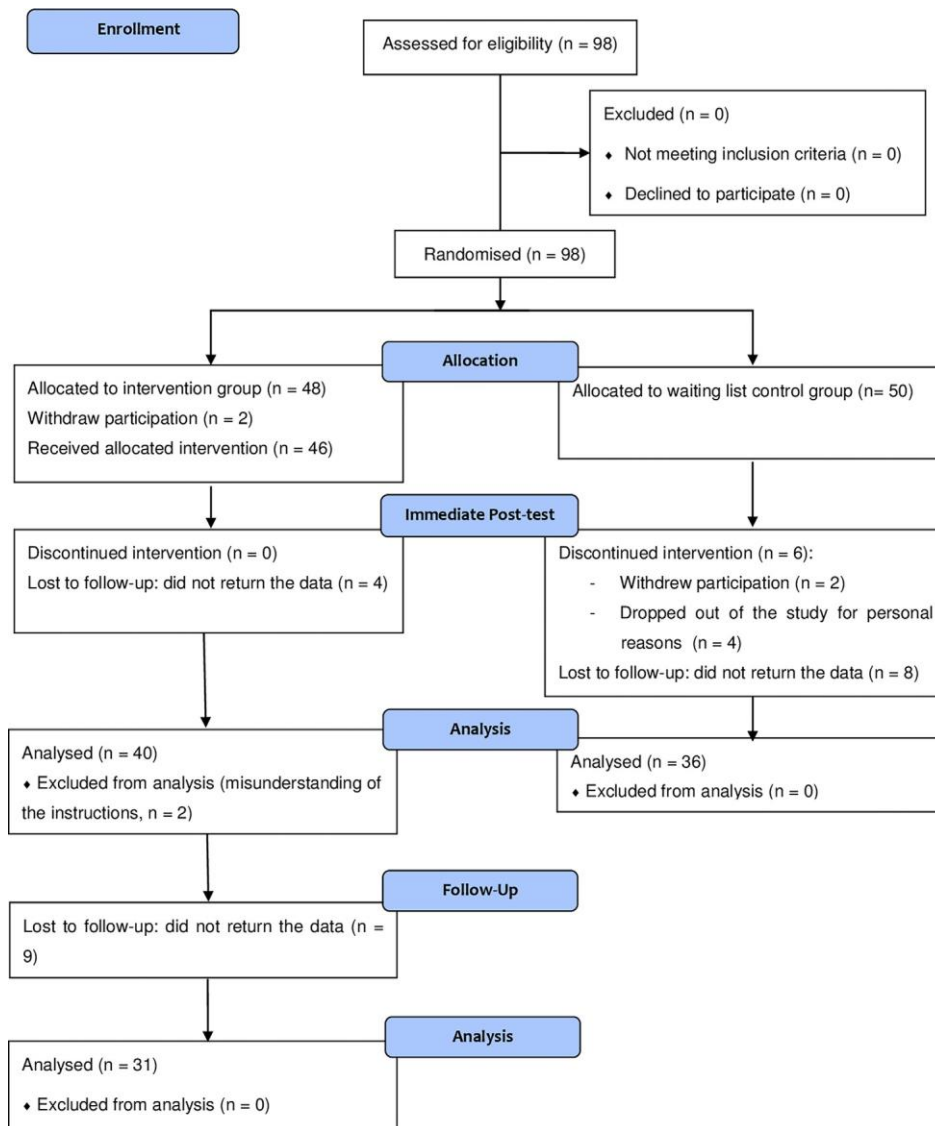 Enrollment
Assessed for eligibility (n = 98)
Excluded (n = 0)
♦ Not meeting inclusion criteria (n = 0)
♦ Declined to participate (n = 0)
Randomised (n = 98)
Allocation
Allocated to intervention group (n = 48)
Withdraw participation (n = 2)
Received allocated intervention (n = 46)
Allocated to waiting list control group (n= 50)
Immediate Post-test
Discontinued intervention (n = 0)
Lost to follow-up: did not return the data (n = 4)
Discontinued intervention (n = 6):
- Withdrew participation (n = 2)
- Dropped out of the study for personal
reasons (n = 4)
Lost to follow-up: did not return the data (n = 8)
Analysis
Analysed (n = 40)
♦ Excluded from analysis (misunderstanding of
the instructions, n = 2)
Analysed (n = 36)
♦ Excluded from analysis (n = 0)
Follow-Up
Lost to follow-up: did not return the data (n =
9)
Analysis
Analysed (n = 31)
♦ Excluded from analysis (n = 0)